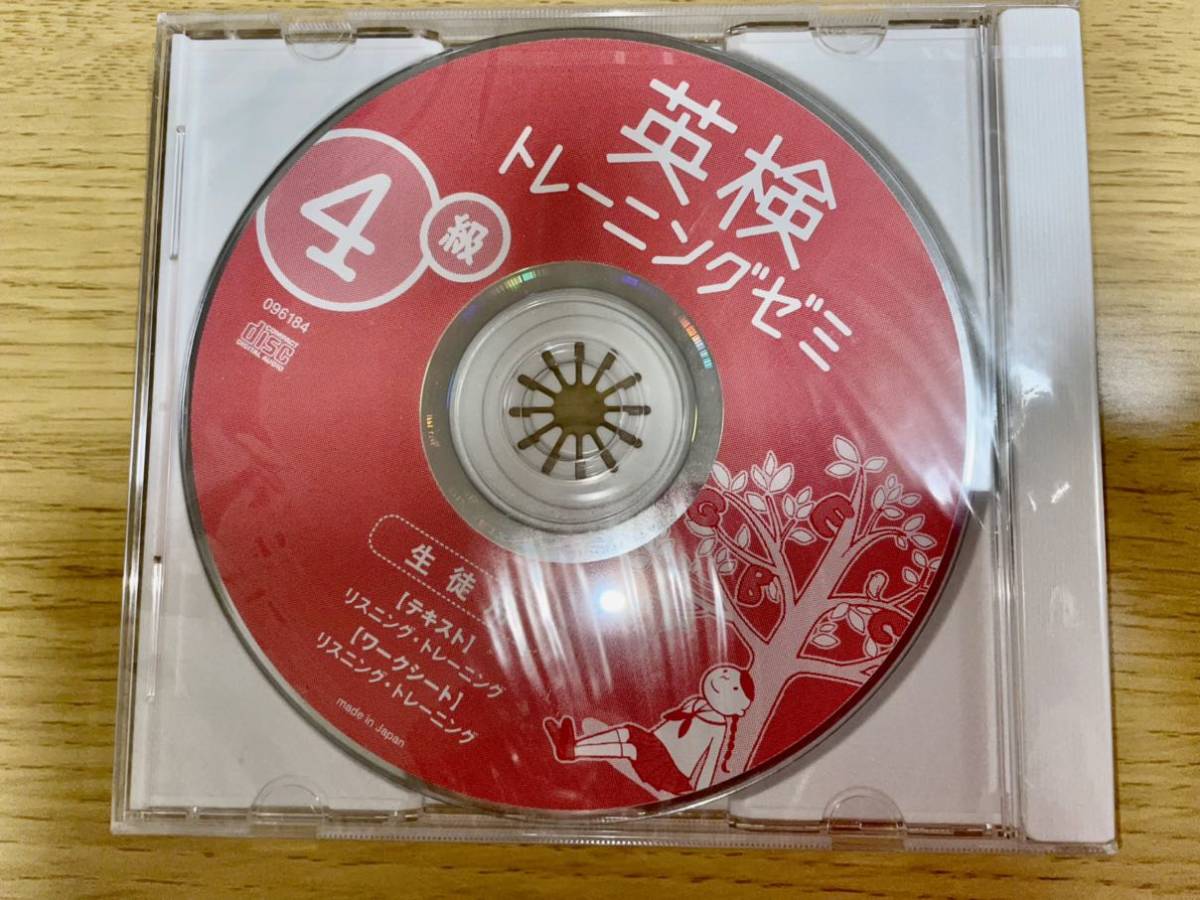 英検
トレーニングゼミ
4級
096184
COMPACT
disc
DIGITAL AUDIO
生徒
【テキスト】
リスニング・トレーニング
【ワークシート】
リスニング・トレーニング
made in Japan
G
E
B
C